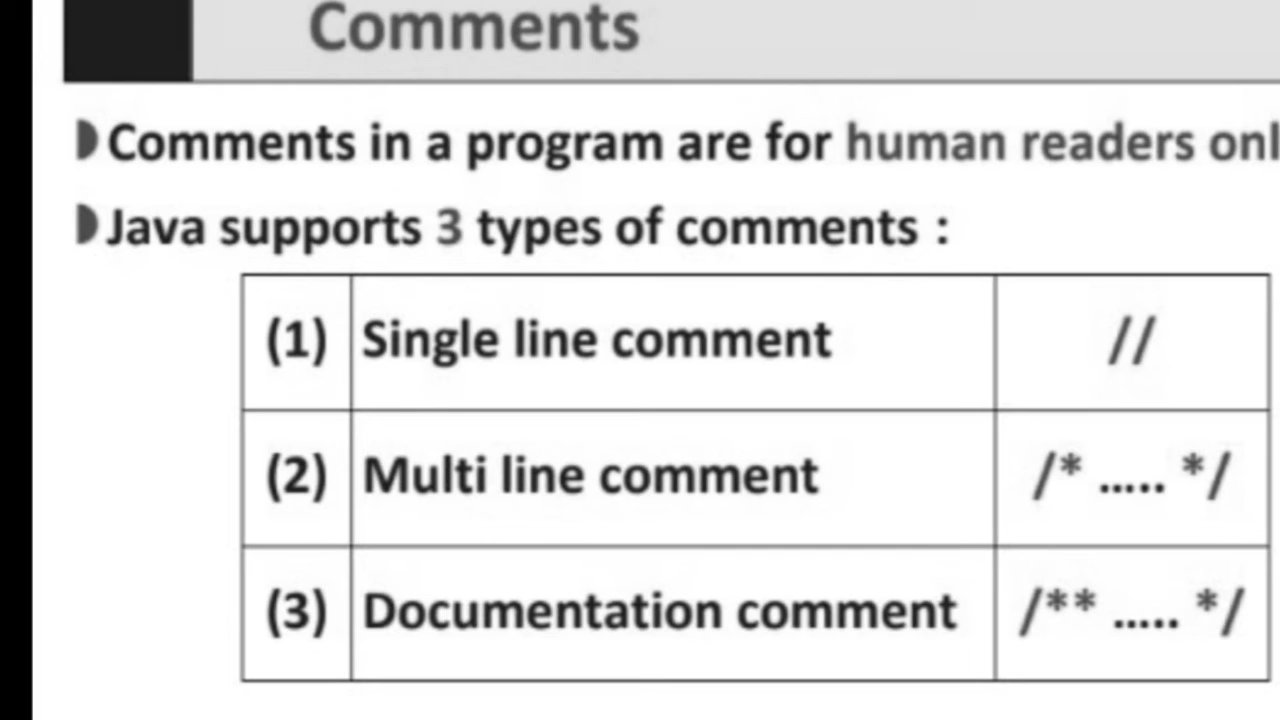 Comments
Comments in a program are for human readers onl
Java supports 3 types of comments :
(1) Single line comment //
(2) Multi line comment /* ..... */
(3) Documentation comment /** ..... */